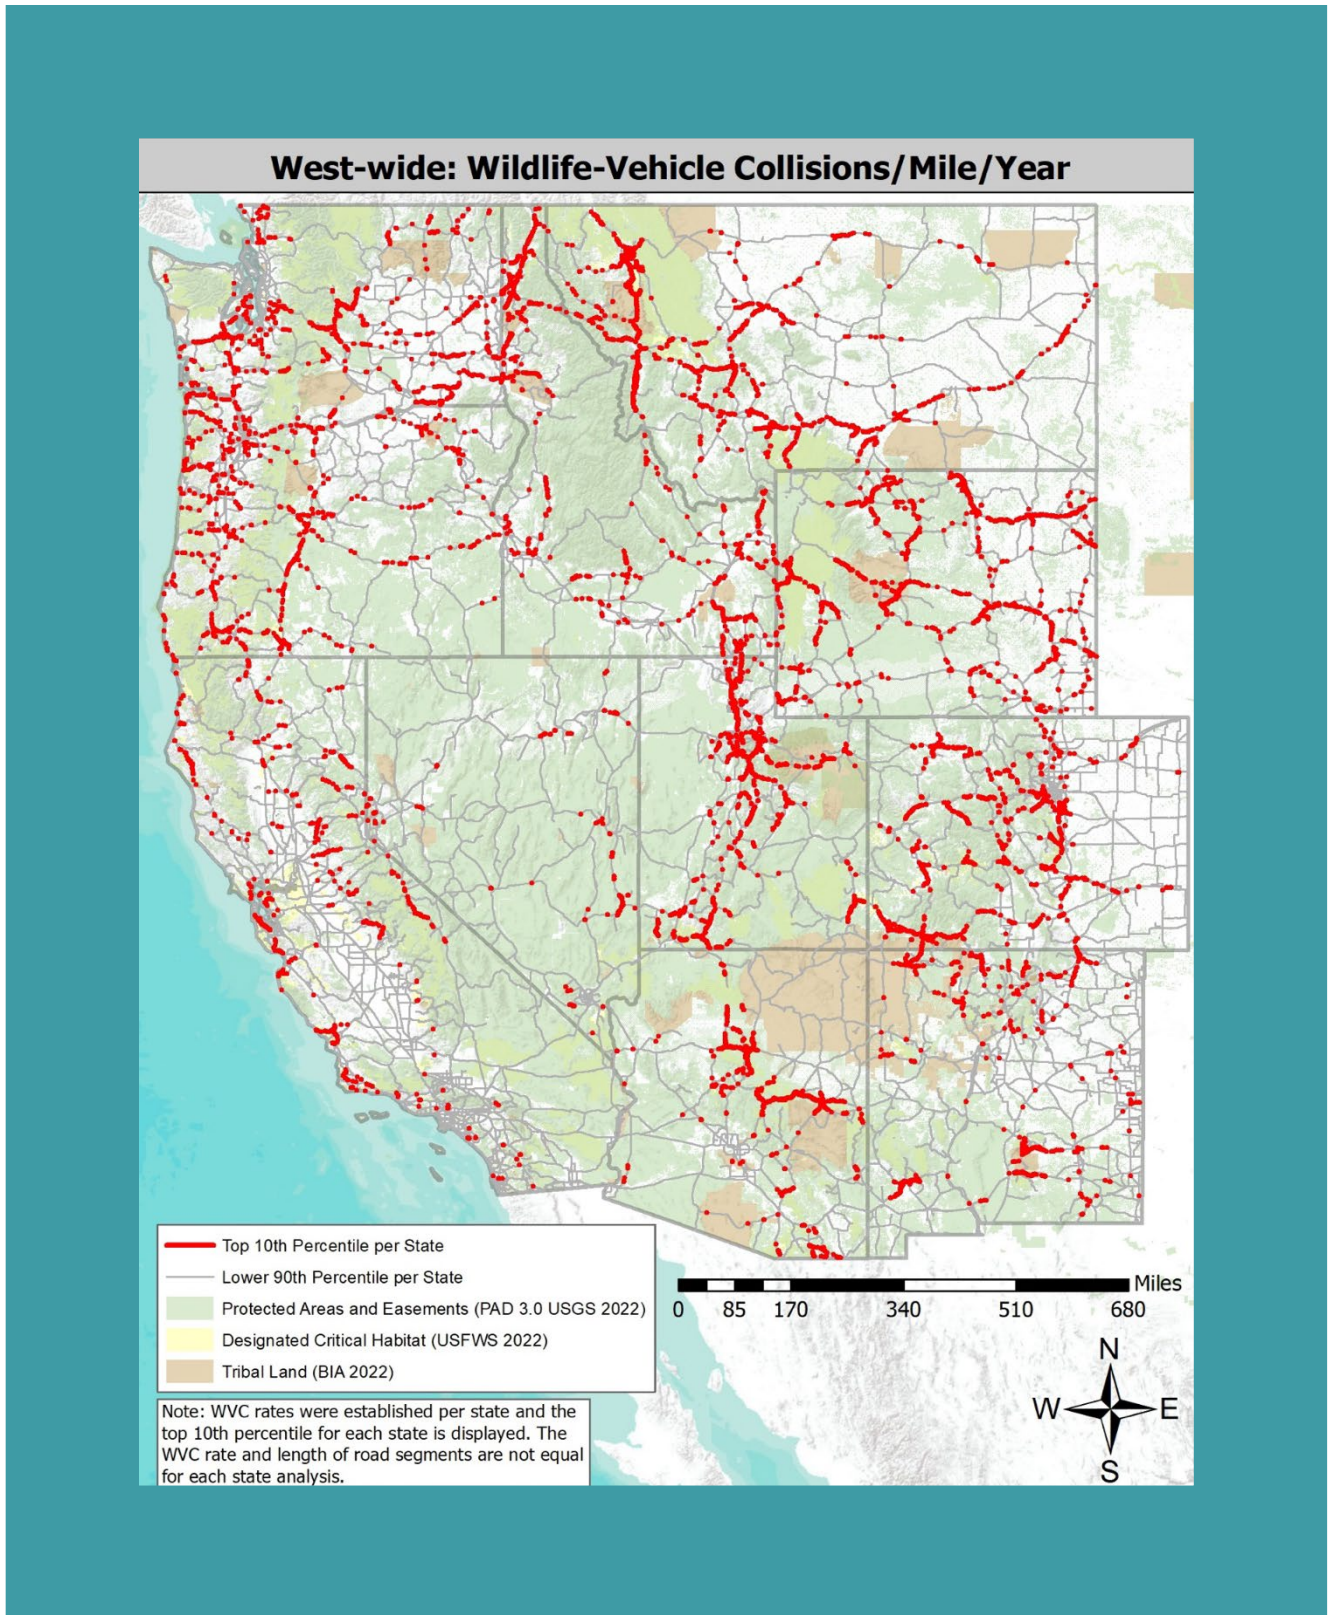 West-wide: Wildlife-Vehicle Collisions/Mile/Year
Top 10th Percentile per State
Lower 90th Percentile per State
Protected Areas and Easements (PAD 3.0 USGS 2022)
Designated Critical Habitat (USFWS 2022)
Tribal Land (BIA 2022)
Note: WVC rates were established per state and the
top 10th percentile for each state is displayed. The
WVC rate and length of road segments are not equal
for each state analysis.
Miles
0 85 170 340 510 680
N
W E
S